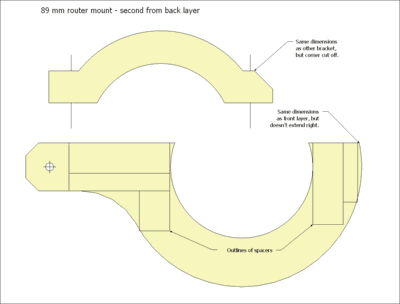 89 mm router mount - second from back layer
Same dimensions
as other bracket,
but corner cut off.
Same dimensions
as front layer, but
doesn't extend right.
Outlines of spacers